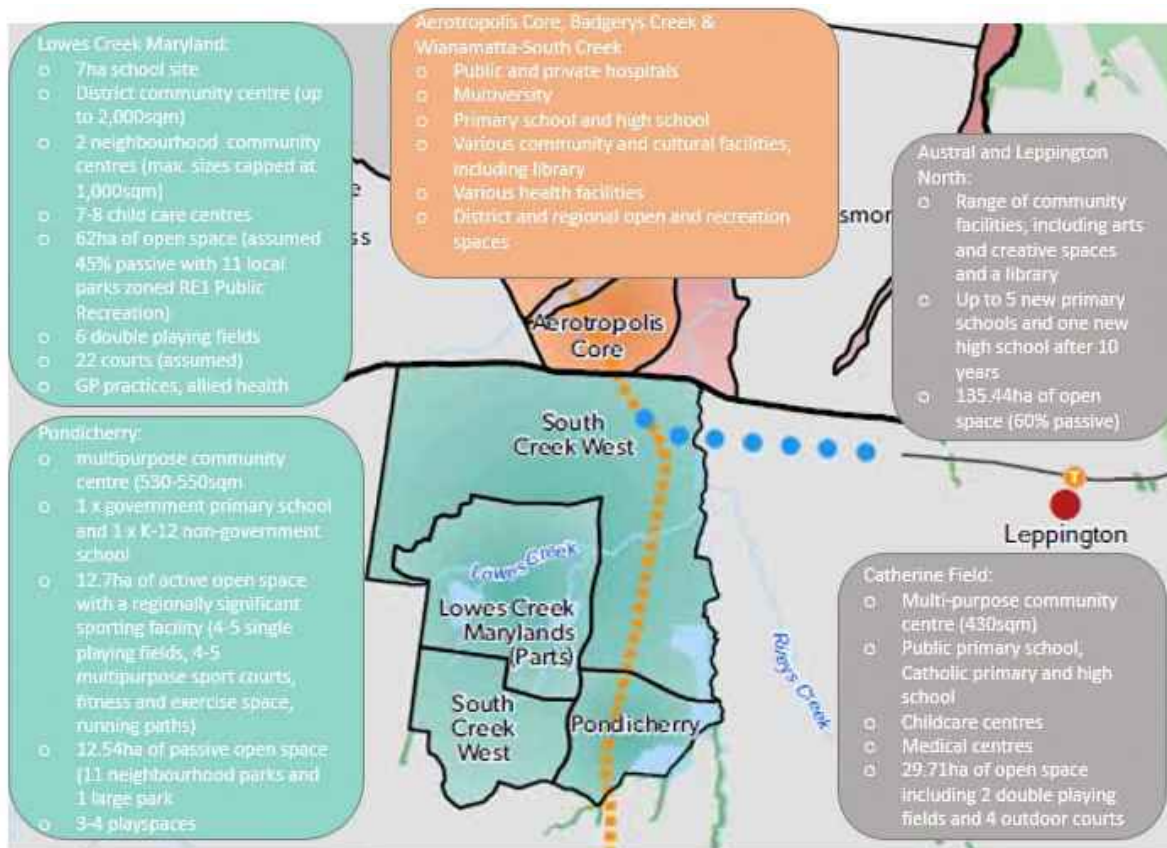 Lowes Creek Maryland:
o 7ha school site
o District community centre (up
to 2,000sqm)
o 2 neighbourhood community
centres (max. sizes capped at
1,000sqm)
o 7-8 child care centres
o 62ha of open space (assumed
45% passive with 11 local
parks zoned RE1 Public
Recreation)
o 6 double playing fields
o 22 courts (assumed)
o GP practices, allied health
Aerotropolis Core, Badgerys Creek &
Wianamatta-South Creek
o Public and private hospitals
o Multiversity
o Primary school and high school
o Various community and cultural facilities,
including library
o Various health facilities
o District and regional open and recreation
spaces
Austral and Leppington
North:
o Range of community
facilities, including arts
and creative spaces
and a library
o Up to 5 new primary
schools and one new
high school after 10
years
o 135.44ha of open
space (60% passive)
Pondicherry:
o multipurpose community
centre (530-550sqm
o 1 x government primary school
and 1 x K-12 non-government
school
o 12.7ha of active open space
with a regionally significant
sporting facility (4-5 single
playing fields, 4-5
multipurpose sport courts,
fitness and exercise space,
running paths)
o 12.54ha of passive open space
(11 neighbourhood parks and
1 large park
o 3-4 playspaces
Catherine Field:
o Multi-purpose community
centre (430sqm)
o Public primary school,
Catholic primary and high
school
o Childcare centres
o Medical centres
o 29.71ha of open space
including 2 double playing
fields and 4 outdoor courts
Aerotropolis
Core
South
Creek West
Lowes Creek
Lowes Creek
Marylands
(Parts)
South
Creek
West
Pondicherry
Rileys Creek
T
Leppington